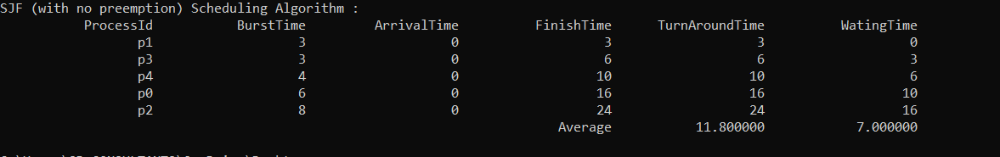 SJF (with no preemption) Scheduling Algorithm :
ProcessId BurstTime ArrivalTime FinishTime TurnAroundTime WatingTime
p1 3 0 3 3 0
p3 3 0 6 6 3
p4 4 0 10 10 6
p0 6 0 16 16 10
p2 8 0 24 24 16
Average 11.800000 7.000000